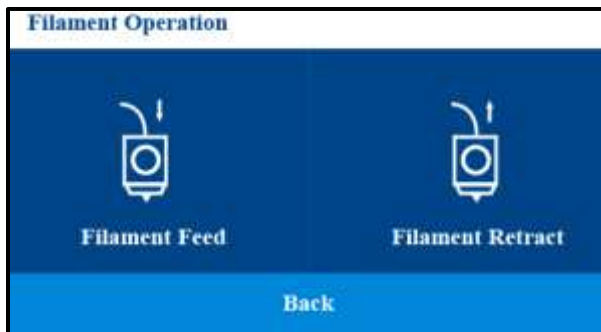 Filament Operation
Filament Feed
Filament Retract
Back